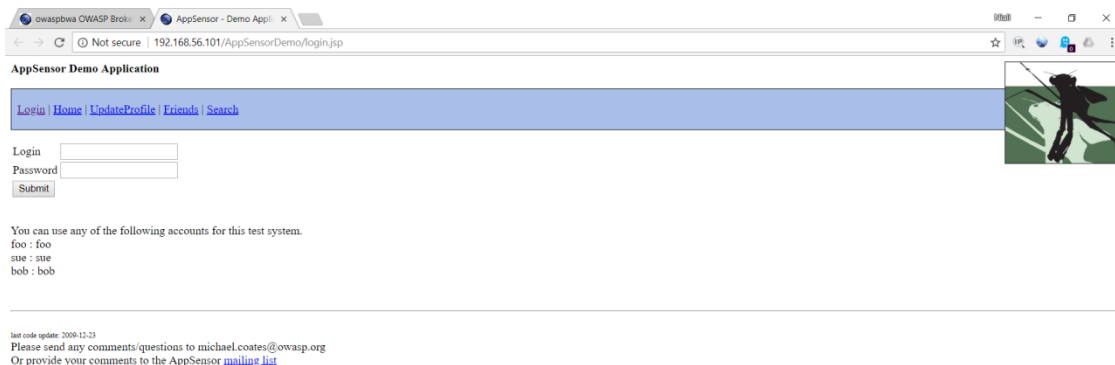 owaspbwa OWASP Broke
AppSensor - Demo Appli
Niall
Not secure | 192.168.56.101/AppSensorDemo/login.jsp
AppSensor Demo Application
Login | Home | UpdateProfile | Friends | Search
Login
Password
Submit
You can use any of the following accounts for this test system.
foo : foo
sue : sue
bob : bob
last code update: 2009-12-23
Please send any comments/questions to michael.coates@owasp.org
Or provide your comments to the AppSensor mailing list